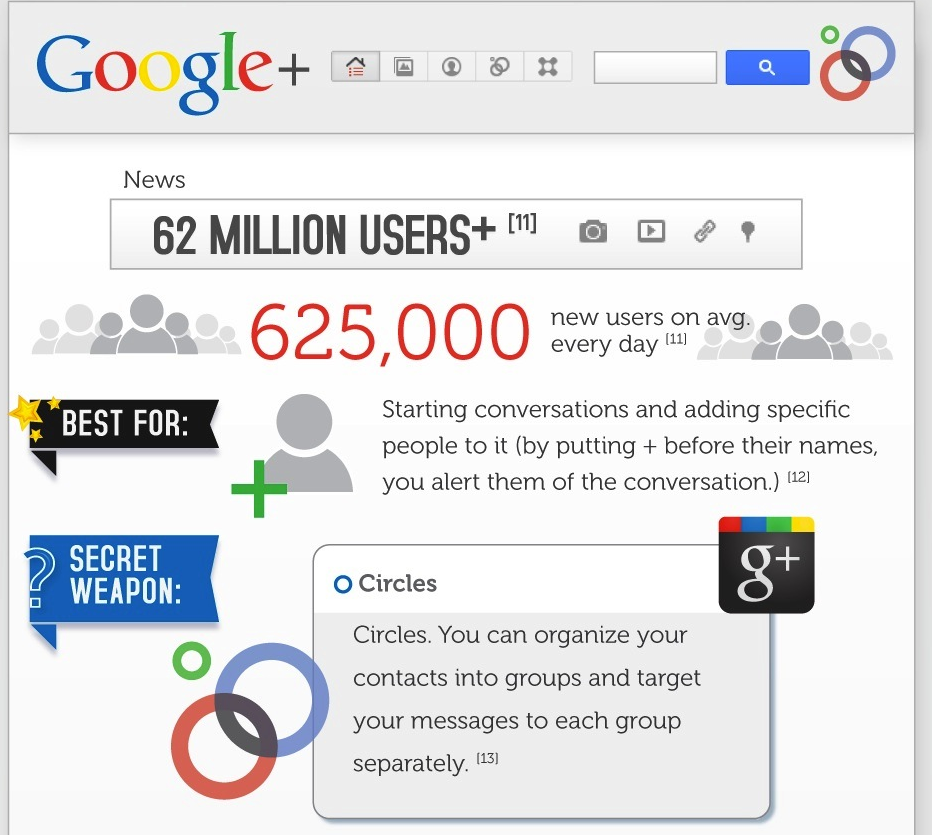 Google+
News
62 MILLION USERS+ [11]
625,000
new users on avg.
every day [11]
BEST FOR:
Starting conversations and adding specific
people to it (by putting + before their names,
you alert them of the conversation.) [12]
?
SECRET
WEAPON:
g+
Circles
Circles. You can organize your
contacts into groups and target
your messages to each group
separately. [13]